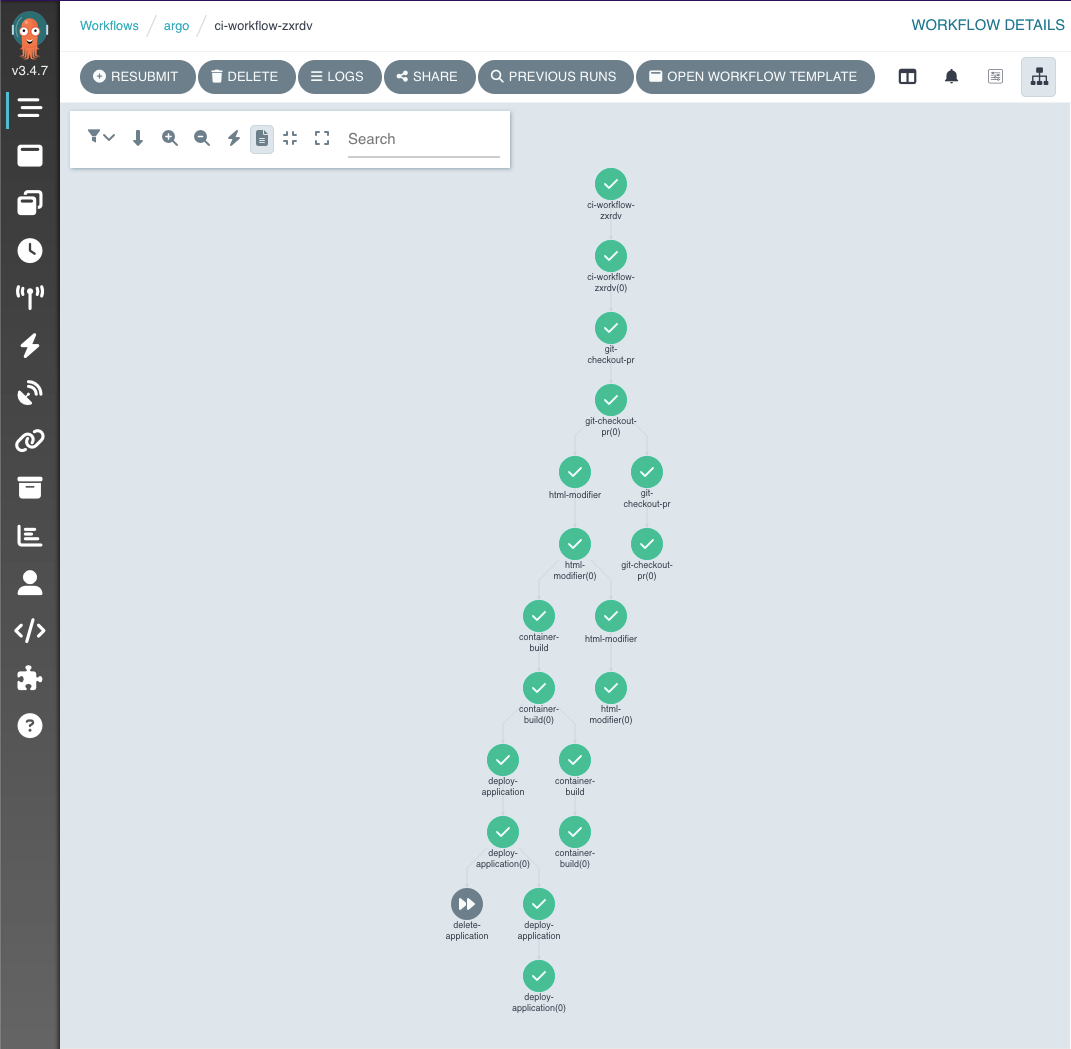 Workflows / argo / ci-workflow-zxrdv
WORKFLOW DETAILS
v3.4.7
RESUBMIT
DELETE
LOGS
SHARE
PREVIOUS RUNS
OPEN WORKFLOW TEMPLATE
Search
ci-workflow-
zxrdv
ci-workflow-
zxrdv(0)
git-
checkout-pr
git-checkout-
pr(0)
html-modifier
git-
checkout-pr
html-
modifier(0)
git-checkout-
pr(0)
container-
build
html-modifier
container-
build(0)
html-
modifier(0)
deploy-
application
container-
build
deploy-
application(0)
container-
build(0)
delete-
application
deploy-
application
deploy-
application(0)